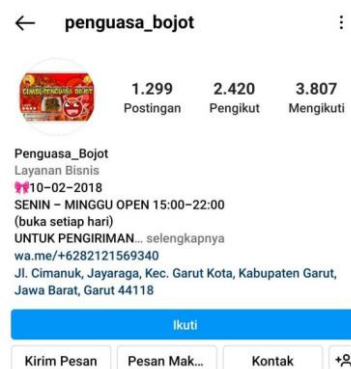 penguasa_bojot
1.299 2.420 3.807
Postingan Pengikut Mengikuti
Penguasa_Bojot
Layanan Bisnis
10-02-2018
SENIN - MINGGU OPEN 15:00-22:00
(buka setiap hari)
UNTUK PENGIRIMAN... selengkapnya
wa.me/+6282121569340
Jl. Cimanuk, Jayaraga, Kec. Garut Kota, Kabupaten Garut,
Jawa Barat, Garut 44118
Ikuti
Kirim Pesan Pesan Mak... Kontak